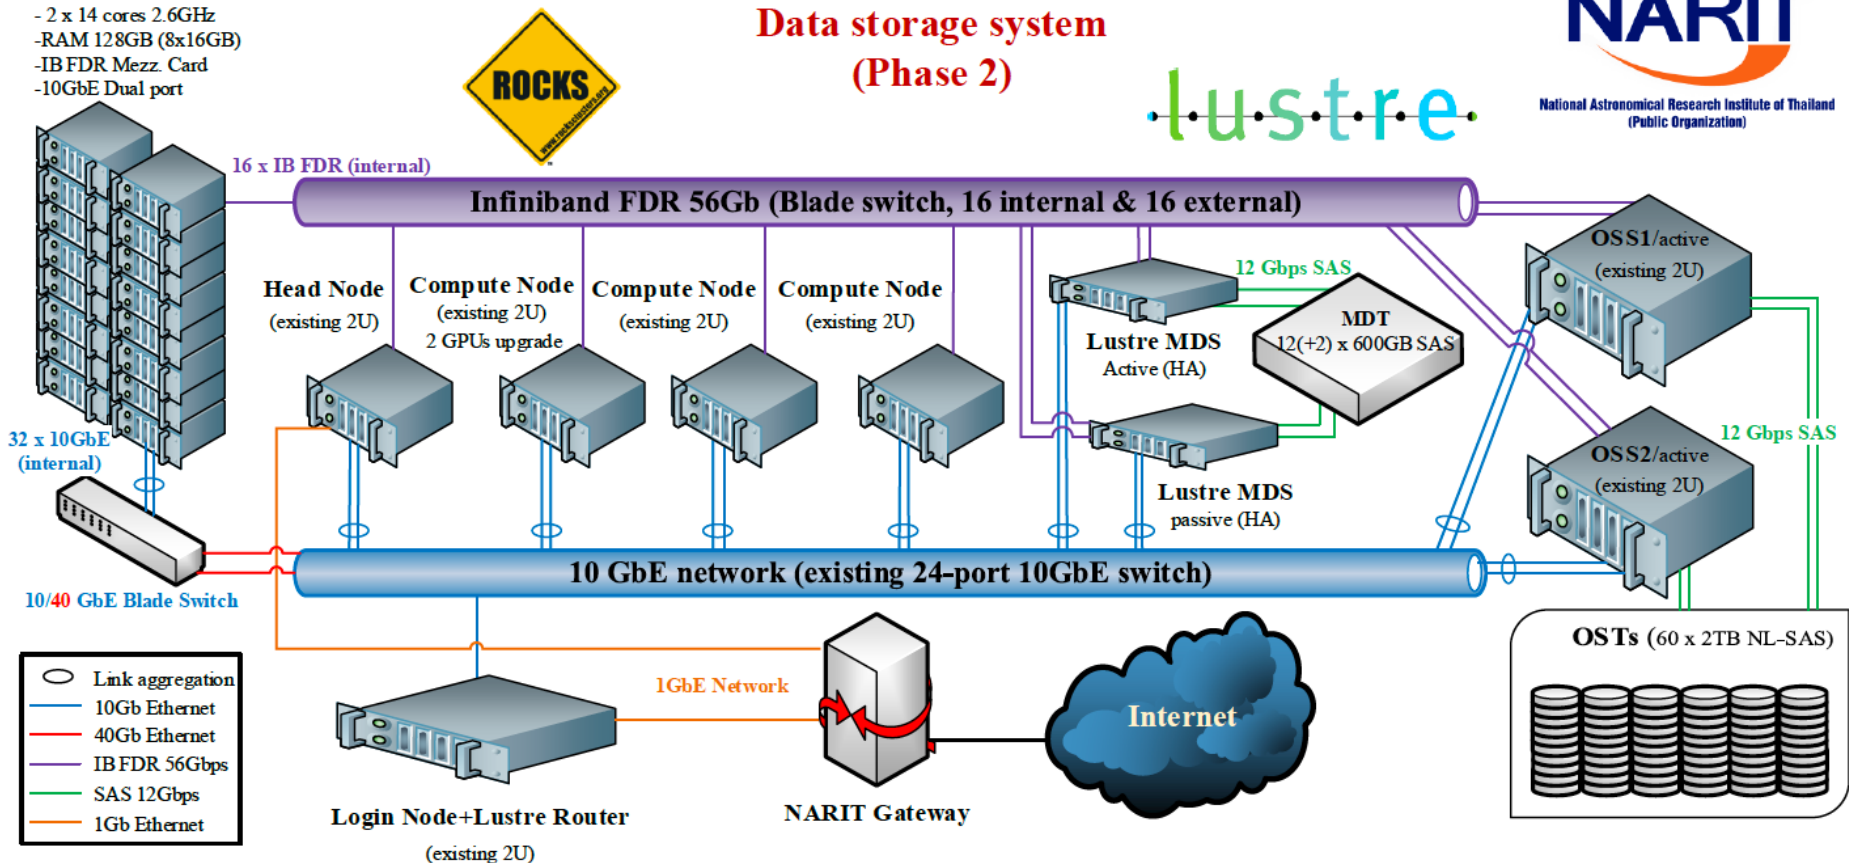 - 2 x 14 cores 2.6GHz
-RAM 128GB (8x16GB)
-IB FDR Mezz. Card
-10GbE Dual port
ROCKS
www.rocksclusters.org
Data storage system
(Phase 2)
lustre
NARIT
National Astronomical Research Institute of Thailand
(Public Organization)
16 x IB FDR (internal)
Infiniband FDR 56Gb (Blade switch, 16 internal & 16 external)
Head Node
(existing 2U)
Compute Node
(existing 2U)
2 GPUs upgrade
Compute Node
(existing 2U)
Compute Node
(existing 2U)
12 Gbps SAS
Lustre MDS
Active (HA)
MDT
12(+2) x 600GB SAS
OSS1/active
(existing 2U)
Lustre MDS
passive (HA)
12 Gbps SAS
OSS2/active
(existing 2U)
32 x 10GbE
(internal)
10/40 GbE Blade Switch
10 GbE network (existing 24-port 10GbE switch)
OSTs (60 x 2TB NL-SAS)
Link aggregation
10Gb Ethernet
40Gb Ethernet
IB FDR 56Gbps
SAS 12Gbps
1Gb Ethernet
1GbE Network
Login Node+Lustre Router
(existing 2U)
NARIT Gateway
Internet